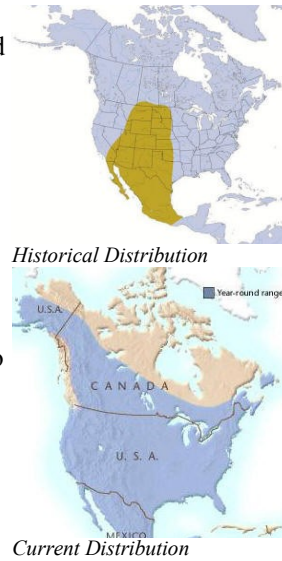 d
Historical Distribution
Year-round range
U.S.A.
CANADA
U. S. A.
MEXICO
Current Distribution